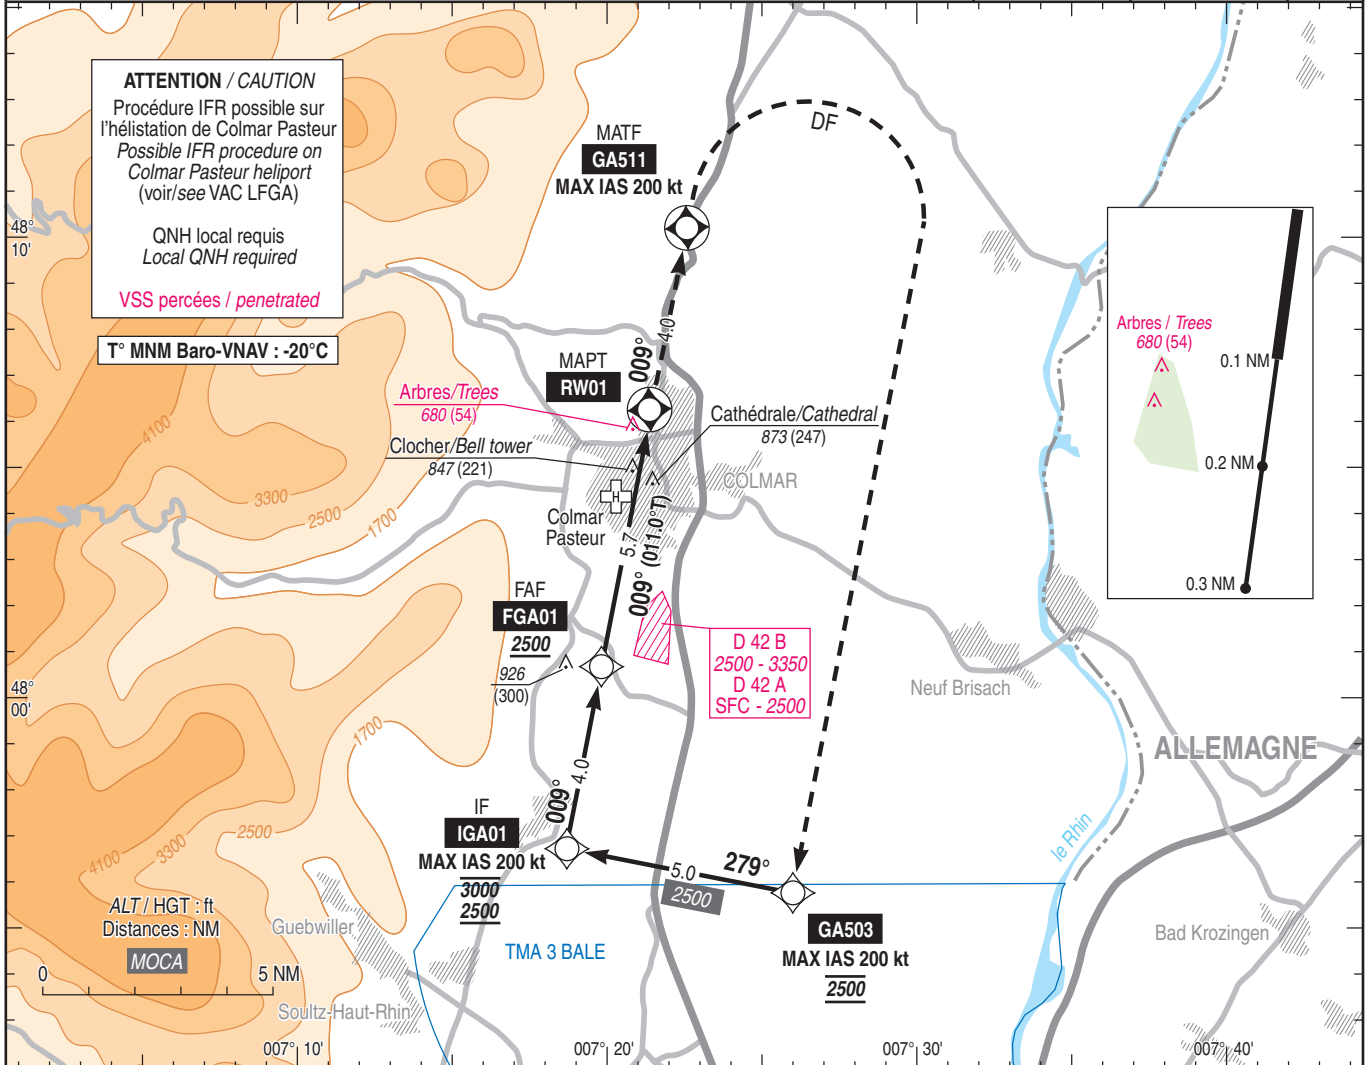 ATTENTION / CAUTION
Procédure IFR possible sur
l'hélistation de Colmar Pasteur
Possible IFR procedure on
Colmar Pasteur heliport
(voir/see VAC LFGA)
QNH local requis
Local QNH required
VSS percées / penetrated
T° MNM Baro-VNAV : -20°C
48°
10'
MATF
GA511
MAX IAS 200 kt
DF
4.0
009°
MAPT
RW01
Arbres/Trees
680 (54)
Clocher/Bell tower
847 (221)
Cathédrale/Cathedral
873 (247)
COLMAR
H
Colmar
Pasteur
5.7
009° (011.0°T)
4100
3300
2500
1700
FAF
FGA01
2500
926
(300)
D 42 B
2500 - 3350
D 42 A
SFC - 2500
Arbres / Trees
680 (54)
0.1 NM
0.2 NM
0.3 NM
Neuf Brisach
ALLEMAGNE
le Rhin
48°
00'
1700
2500
3300
4100
009°
4.0
IF
IGA01
MAX IAS 200 kt
3000
2500
5.0
279°
2500
GA503
MAX IAS 200 kt
2500
TMA 3 BALE
Bad Krozingen
Guebwiller
Soultz-Haut-Rhin
ALT / HGT : ft
Distances : NM
MOCA
0
5 NM
007° 10'
007° 20'
007° 30'
007° 40'